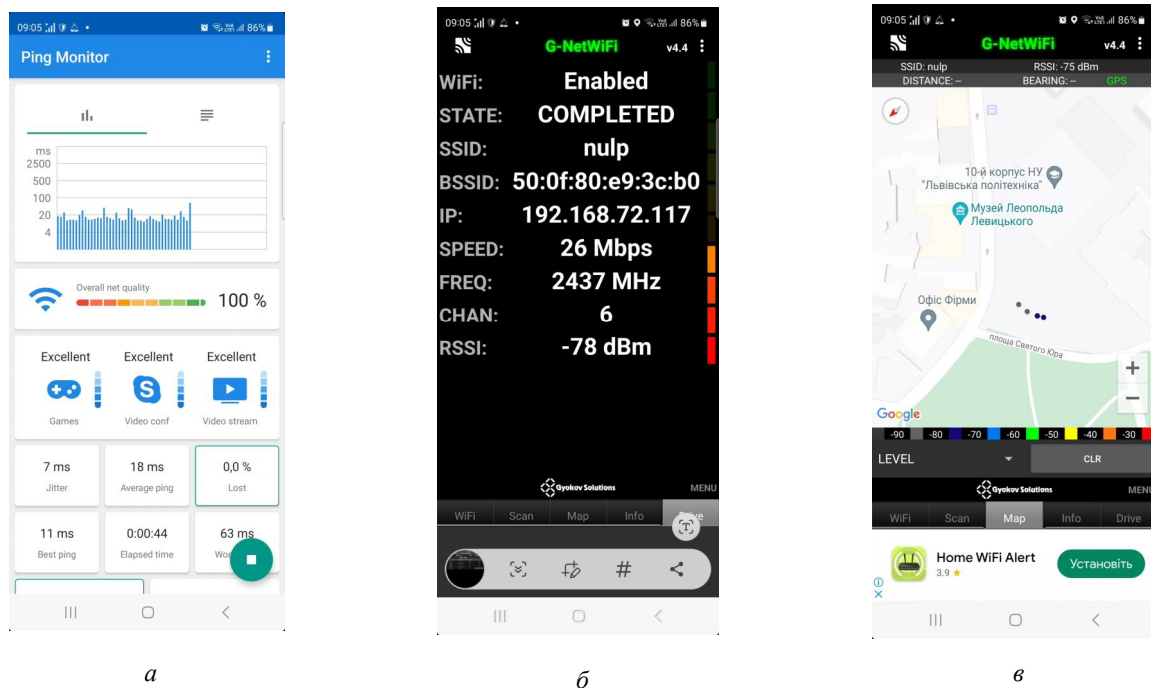 09:05
86%
Ping Monitor
ms
2500
500
100
20
4
Overall net quality
100 %
Excellent Excellent Excellent
S
Games Video conf Video stream
7 ms 18 ms 0,0 %
Jitter Average ping Lost
11 ms 0:00:44 63 ms
Best ping Elapsed time Wo
а
09:05
86%
G-NetWiFi v4.4
WiFi: Enabled
STATE: COMPLETED
SSID: nulp
BSSID: 50:0f:80:e9:3c:b0
IP: 192.168.72.117
SPEED: 26 Mbps
FREQ: 2437 MHz
CHAN: 6
RSSI: -78 dBm
Gyokov Solutions MENU
WiFi Scan Map Info Drive
T
#
б
09:05
86%
G-NetWiFi v4.4
SSID: nulp RSSI: -75 dBm
DISTANCE: -- BEARING: -- GPS
10-й корпус НУ
"Львівська політехніка"
Музей Леопольда
Левицького
Офіс Фірми
площа Святого Юра
+
−
Google
-90 -80 -70 -60 -50 -40 -30
LEVEL CLR
Gyokov Solutions MENU
WiFi Scan Map Info Drive
Home WiFi Alert
3.9 ★
Установіть
в